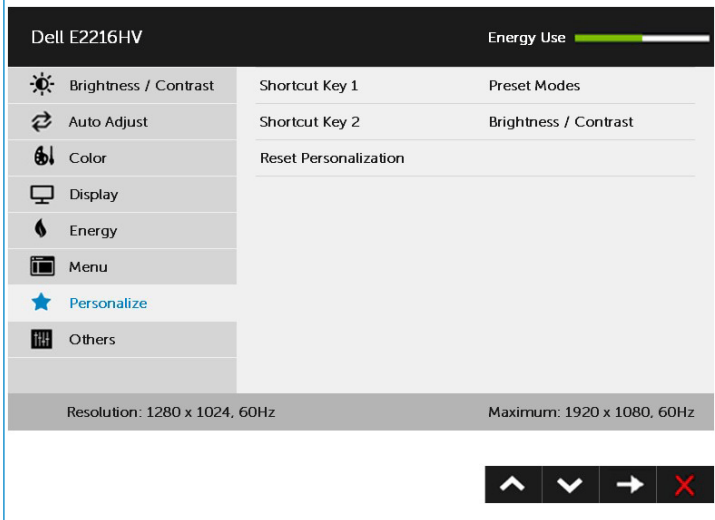 Dell E2216HV Energy Use
Brightness / Contrast Shortcut Key 1 Preset Modes
Auto Adjust Shortcut Key 2 Brightness / Contrast
Color Reset Personalization
Display
Energy
Menu
Personalize
Others
Resolution: 1280 x 1024, 60Hz Maximum: 1920 x 1080, 60Hz